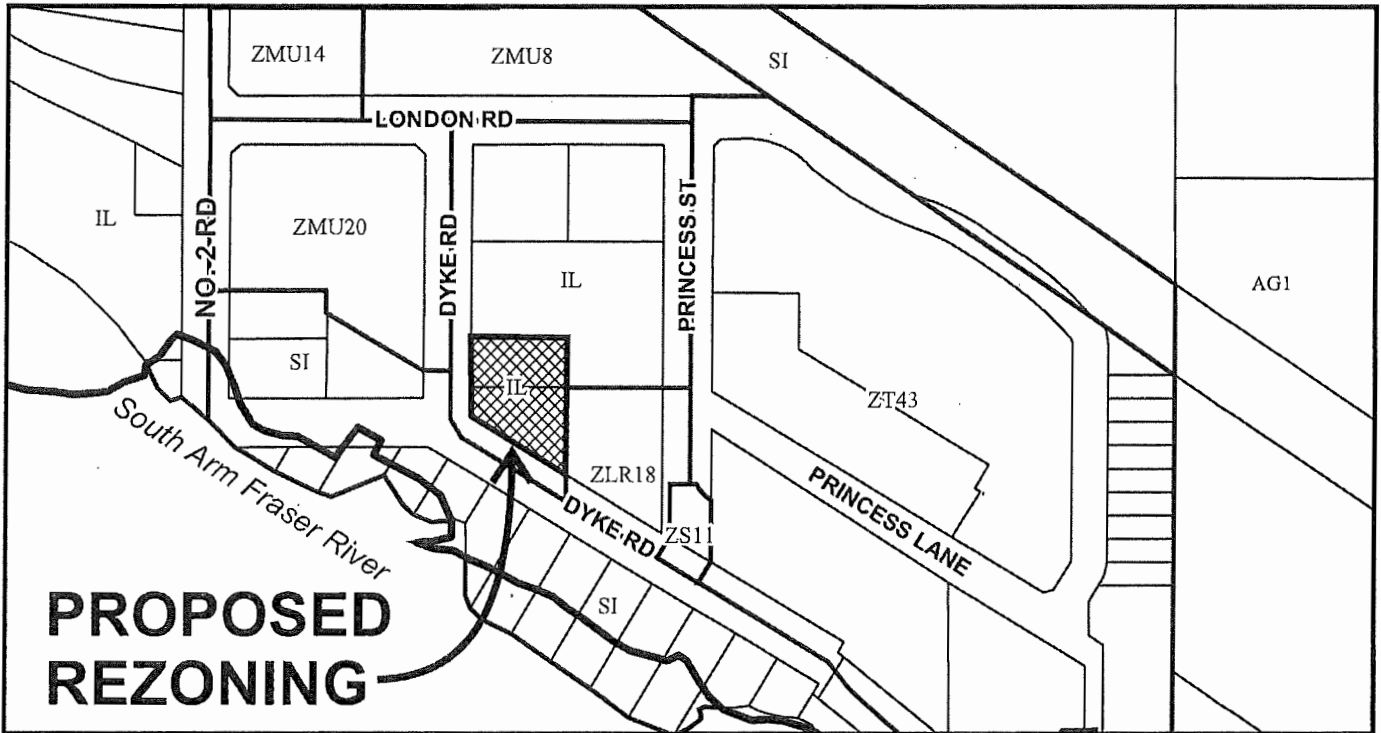 ZMU14
ZMU8
SI
LONDON RD
IL
NO. 2 RD
ZMU20
DYKE RD
IL
PRINCESS ST
AG1
SI
IL
ZT43
South Arm Fraser River
ZLR18
DYKE RD
ZS11
PRINCESS LANE
SI
PROPOSED
REZONING